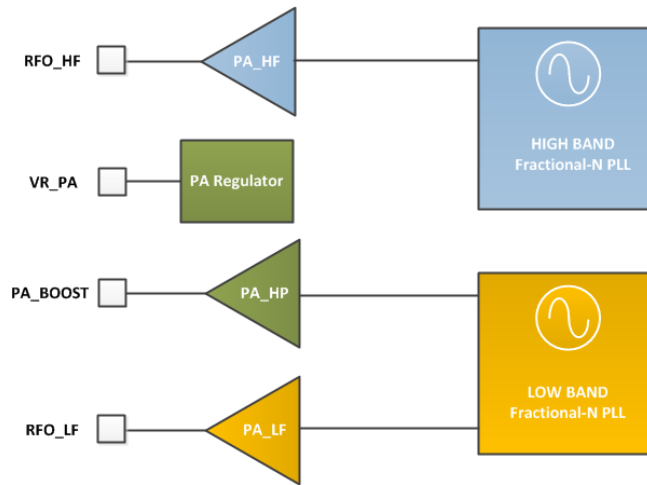 RFO_HF
PA_HF
HIGH BAND
Fractional-N PLL
VR_PA
PA Regulator
PA_BOOST
PA_HP
LOW BAND
Fractional-N PLL
RFO_LF
PA_LF